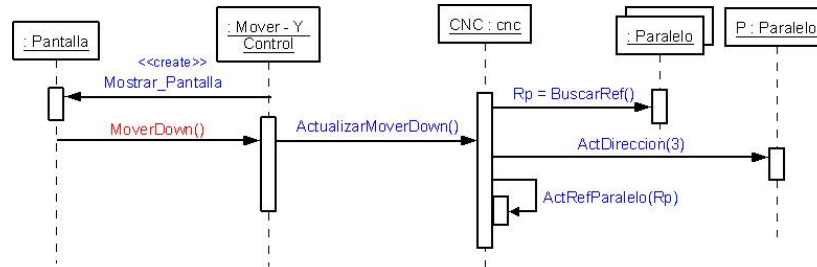 : Pantalla
: Mover - Y
Control
CNC : cnc
: Paralelo
P : Paralelo
<<create>>
Mostrar_Pantalla
Rp = BuscarRef()
MoverDown()
ActualizarMoverDown()
ActDireccion(3)
ActRefParalelo(Rp)